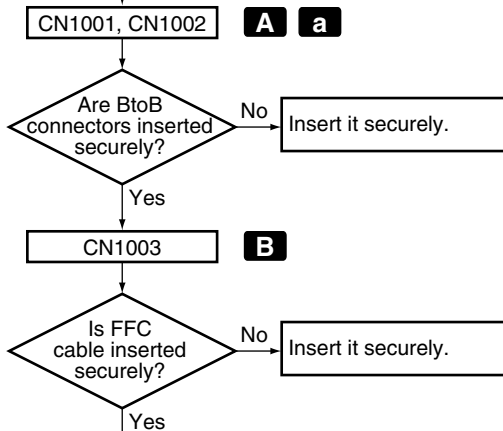 CN1001, CN1002 A a
Are BtoB
connectors inserted
securely?
No
Insert it securely.
Yes
CN1003 B
Is FFC
cable inserted
securely?
No
Insert it securely.
Yes